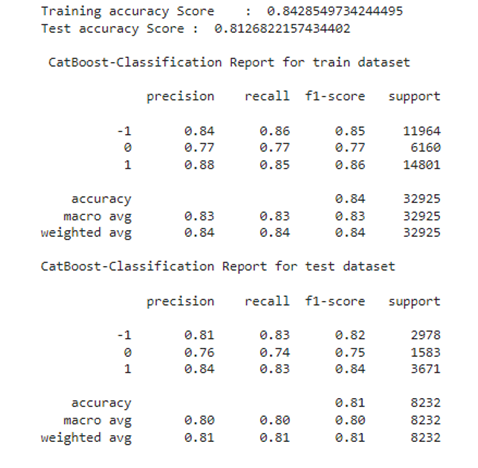 Training accuracy Score    :  0.8428549734244495
Test accuracy Score :  0.8126822157434402
CatBoost-Classification Report for train dataset
precision    recall  f1-score   support
-1       0.84      0.86      0.85     11964
0       0.77      0.77      0.77      6160
1       0.88      0.85      0.86     14801
accuracy                           0.84     32925
macro avg       0.83      0.83      0.83     32925
weighted avg       0.84      0.84      0.84     32925
CatBoost-Classification Report for test dataset
precision    recall  f1-score   support
-1       0.81      0.83      0.82      2978
0       0.76      0.74      0.75      1583
1       0.84      0.83      0.84      3671
accuracy                           0.81      8232
macro avg       0.80      0.80      0.80      8232
weighted avg       0.81      0.81      0.81      8232